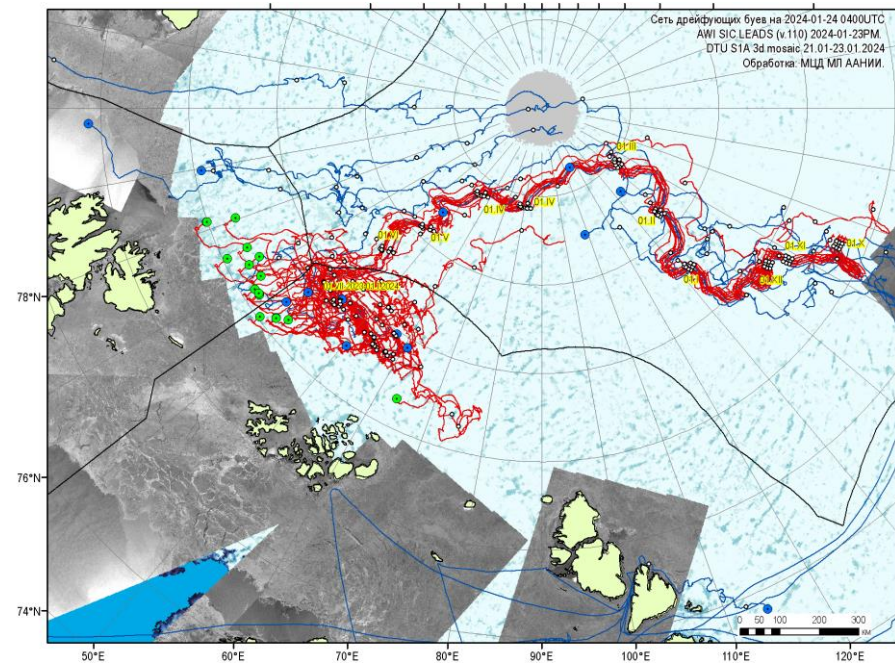 Сеть дрейфующих буев на 2024-01-24 0400UTC
AWI SIC LEADS (v.110) 2024-01-23PM.
DTU S1A 3d mosaic 21.01-23.01.2024
Обработка: МЦД МЛ ААНИИ.
01.III
01.IV
01.IV
01.II
01.V
01.VI
01.XI
01.X
01.I
01.XII
78°N
76°N
74°N
50°E
60°E
70°E
80°E
90°E
100°E
110°E
120°E
0 50 100 200 300
КМ